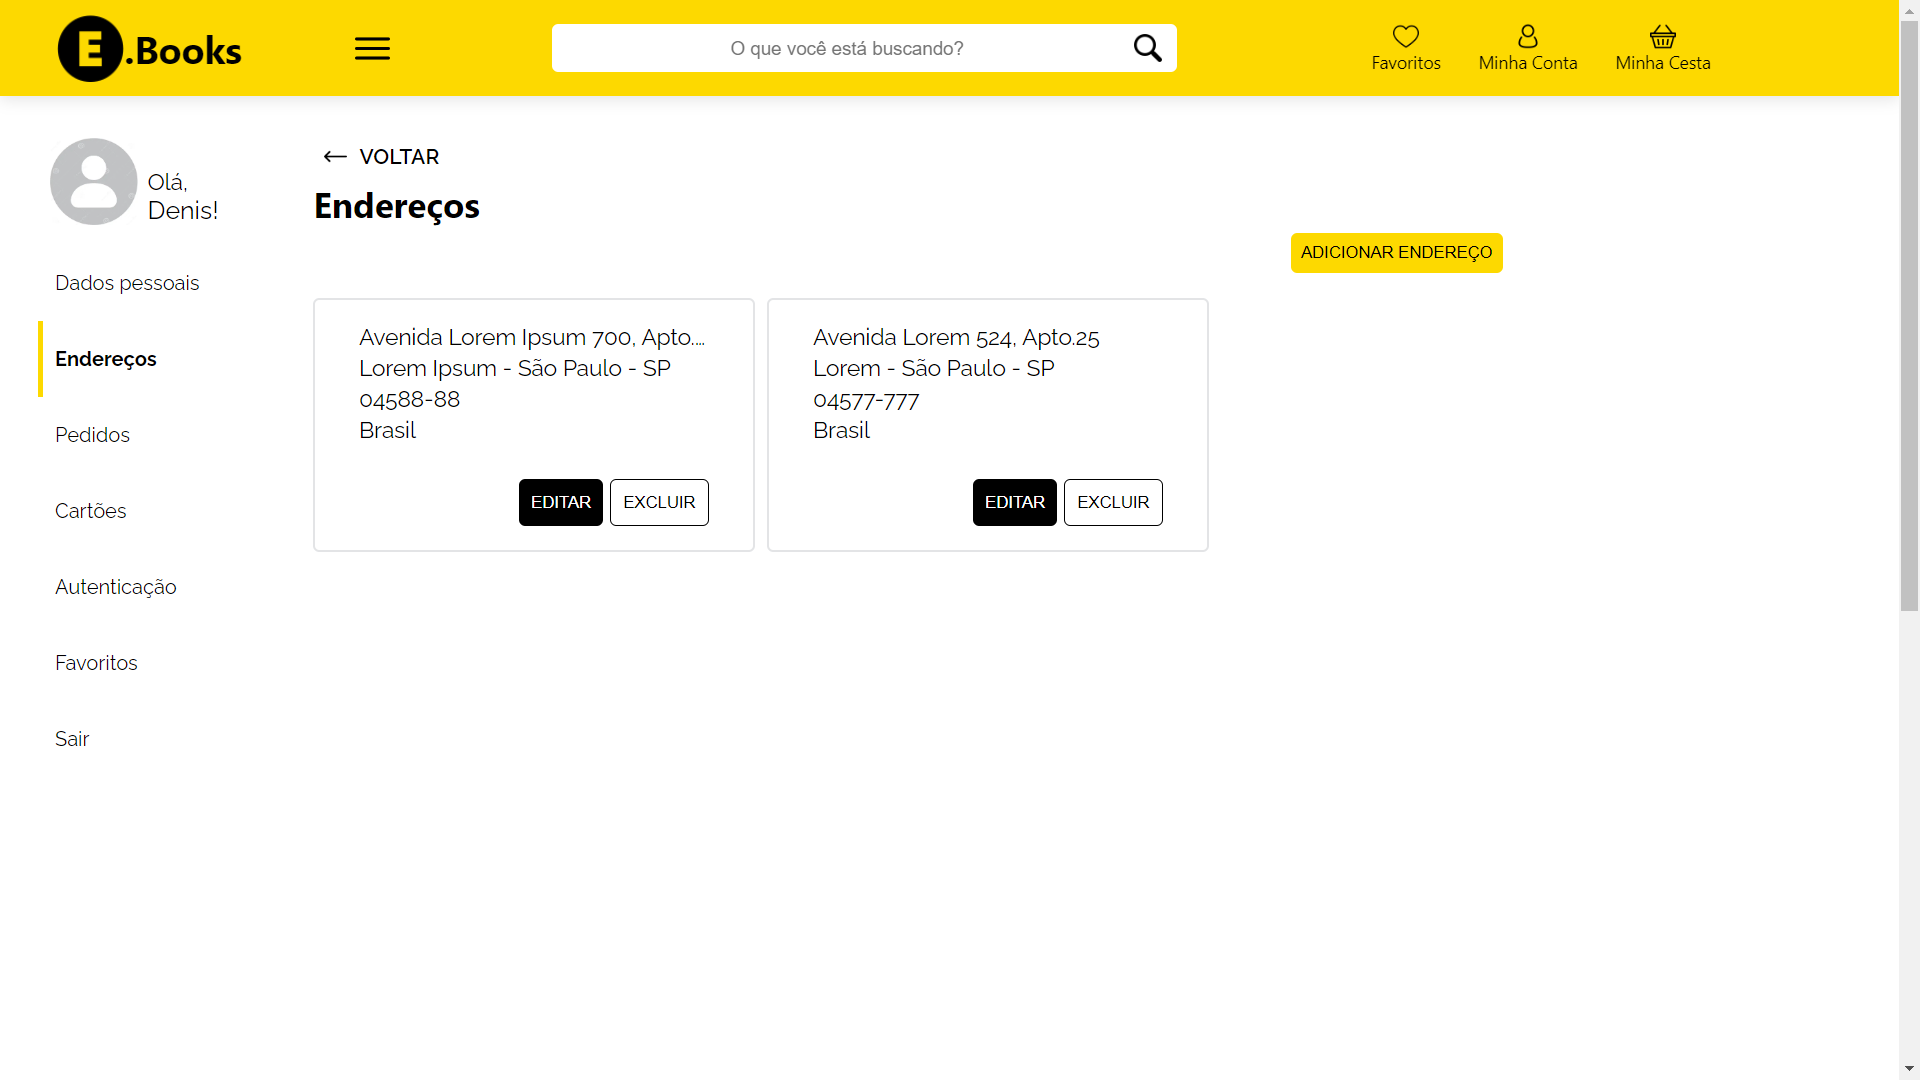 E.Books
O que você está buscando?
Favoritos
Minha Conta
Minha Cesta
Olá,
Denis!
Dados pessoais
Endereços
Pedidos
Cartões
Autenticação
Favoritos
Sair
VOLTAR
Endereços
ADICIONAR ENDEREÇO
Avenida Lorem Ipsum 700, Apto....
Lorem Ipsum - São Paulo - SP
04588-88
Brasil
EDITAR EXCLUIR
Avenida Lorem 524, Apto.25
Lorem - São Paulo - SP
04577-777
Brasil
EDITAR EXCLUIR